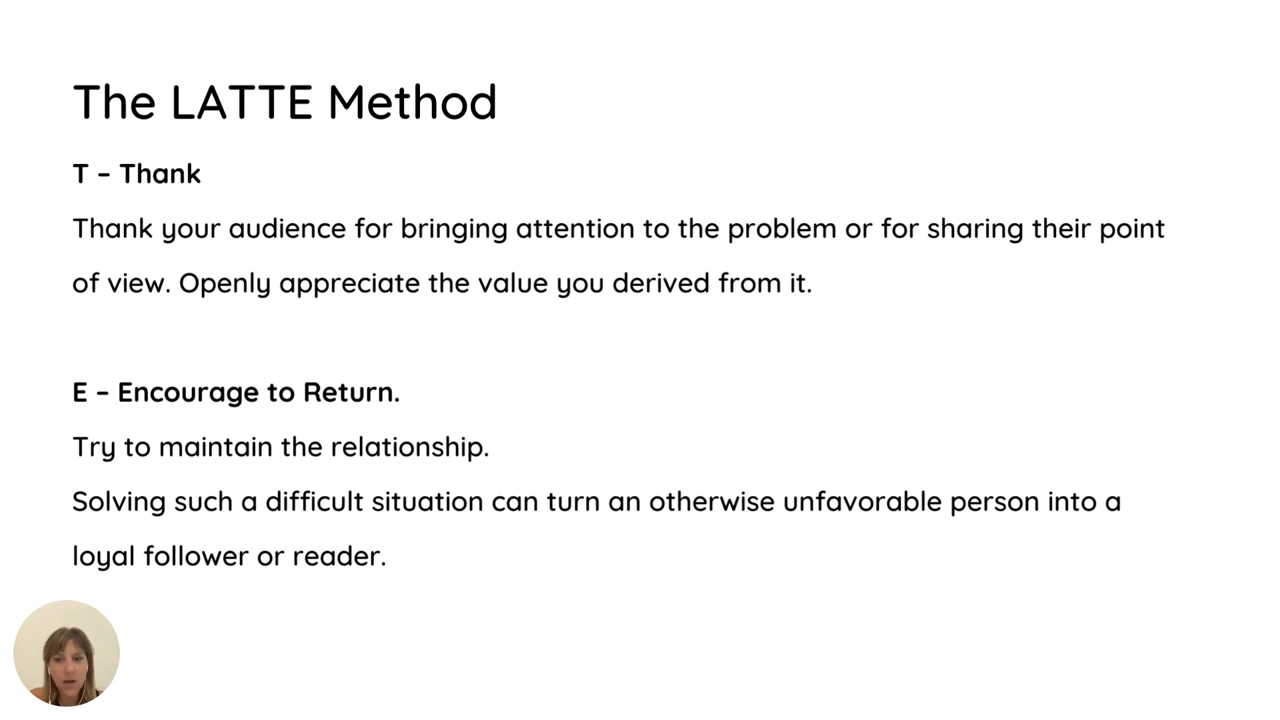 The LATTE Method
T – Thank
Thank your audience for bringing attention to the problem or for sharing their point
of view. Openly appreciate the value you derived from it.
E – Encourage to Return.
Try to maintain the relationship.
Solving such a difficult situation can turn an otherwise unfavorable person into a
loyal follower or reader.